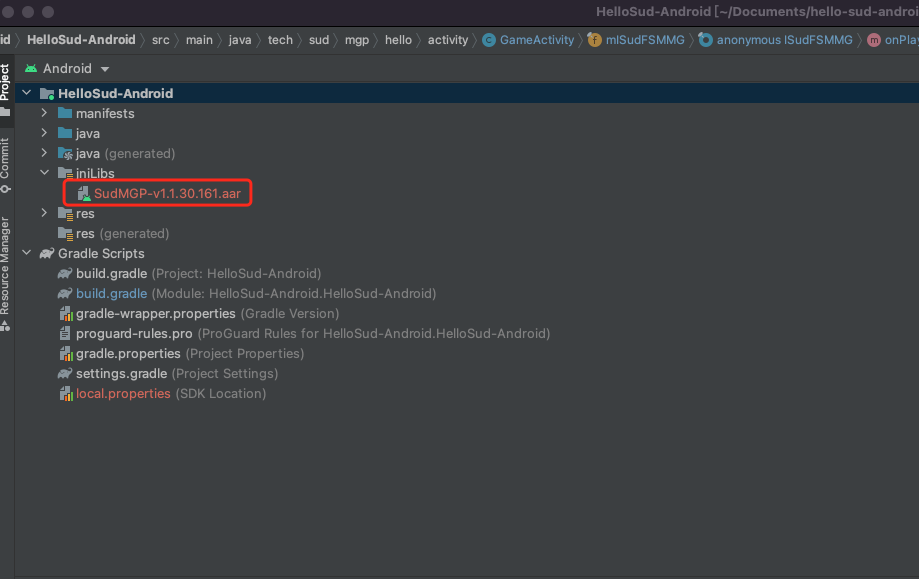 HelloSud-Android [~/Documents/hello-sud-androi
id HelloSud-Android src main java tech sud mgp hello activity GameActivity mISudFSMMG anonymous ISudFSMMG onPlay
Project
Commit
Resource Manager
Android
HelloSud-Android
manifests
java
java (generated)
jniLibs
SudMGP-v1.1.30.161.aar
res
res (generated)
Gradle Scripts
build.gradle (Project: HelloSud-Android)
build.gradle (Module: HelloSud-Android.HelloSud-Android)
gradle-wrapper.properties (Gradle Version)
proguard-rules.pro (ProGuard Rules for HelloSud-Android.HelloSud-Android)
gradle.properties (Project Properties)
settings.gradle (Project Settings)
local.properties (SDK Location)